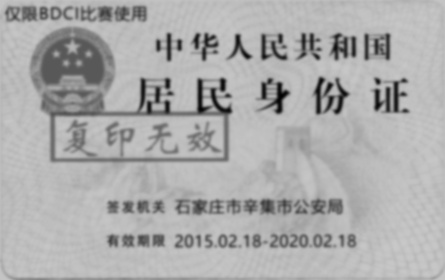 仅限BDCI比赛使用
中华人民共和国
居民身份证
复印无效
签发机关 石家庄市辛集市公安局
有效期限 2015.02.18-2020.02.18